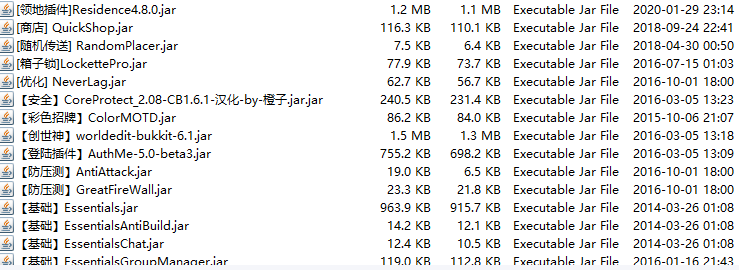 [领地插件]Residence4.8.0.jar 1.2 MB 1.1 MB Executable Jar File 2020-01-29 23:14
[商店] QuickShop.jar 116.3 KB 110.1 KB Executable Jar File 2018-09-24 22:41
[随机传送] RandomPlacer.jar 7.5 KB 6.4 KB Executable Jar File 2018-04-30 00:50
[箱子锁]LockettePro.jar 77.9 KB 73.7 KB Executable Jar File 2016-07-15 01:03
[优化] NeverLag.jar 62.7 KB 56.7 KB Executable Jar File 2016-10-01 18:00
【安全】CoreProtect_2.08-CB1.6.1-汉化-by-橙子.jar.jar 240.5 KB 231.4 KB Executable Jar File 2016-03-05 13:23
【彩色招牌】ColorMOTD.jar 86.2 KB 84.0 KB Executable Jar File 2015-10-06 21:07
【创世神】worldedit-bukkit-6.1.jar 1.5 MB 1.3 MB Executable Jar File 2016-03-05 13:18
【登陆插件】AuthMe-5.0-beta3.jar 755.2 KB 698.2 KB Executable Jar File 2016-03-05 13:09
【防压测】AntiAttack.jar 19.0 KB 6.5 KB Executable Jar File 2016-10-01 18:00
【防压测】GreatFireWall.jar 23.3 KB 21.8 KB Executable Jar File 2016-10-01 18:00
【基础】Essentials.jar 963.9 KB 915.7 KB Executable Jar File 2014-03-26 01:08
【基础】EssentialsAntiBuild.jar 14.2 KB 12.1 KB Executable Jar File 2014-03-26 01:08
【基础】EssentialsChat.jar 12.4 KB 10.5 KB Executable Jar File 2014-03-26 01:08
【基础】EssentialsGroupManager.jar 119.0 KB 112.8 KB Executable Jar File 2016-01-16 21:43